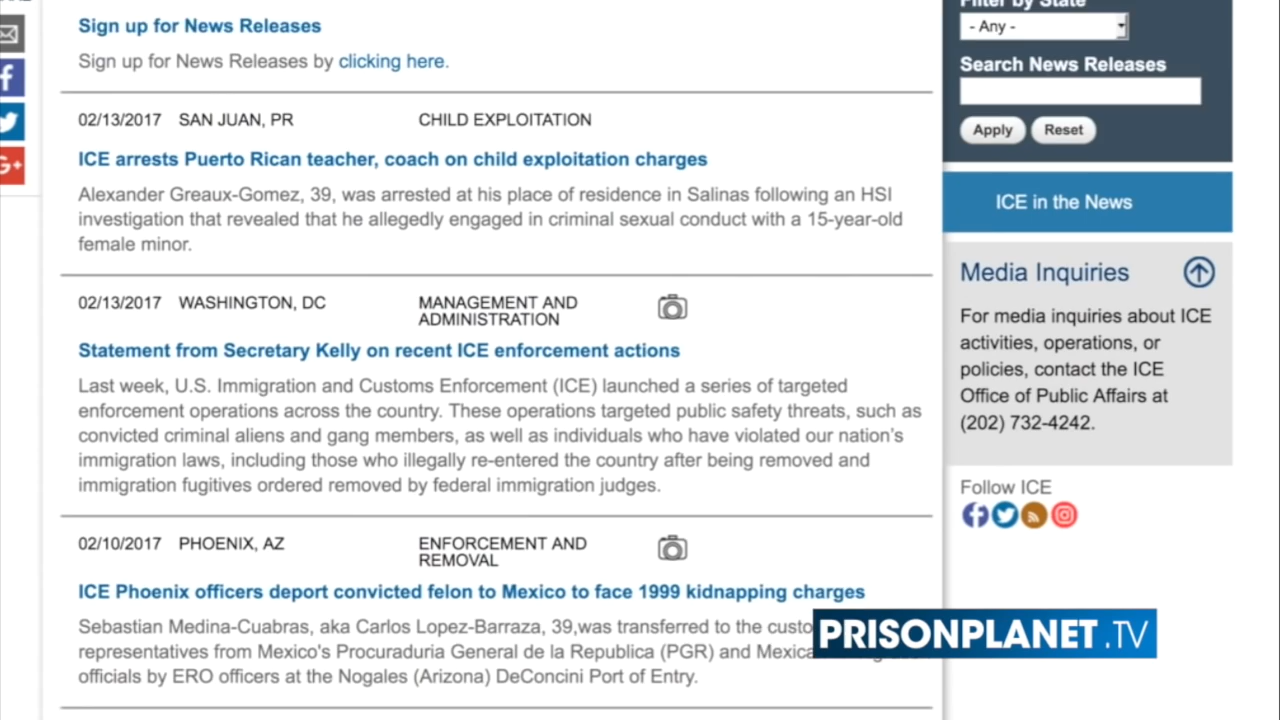 Sign up for News Releases
Sign up for News Releases by clicking here.
02/13/2017 SAN JUAN, PR CHILD EXPLOITATION
ICE arrests Puerto Rican teacher, coach on child exploitation charges
Alexander Greaux-Gomez, 39, was arrested at his place of residence in Salinas following an HSI
investigation that revealed that he allegedly engaged in criminal sexual conduct with a 15-year-old
female minor.
02/13/2017 WASHINGTON, DC MANAGEMENT AND
ADMINISTRATION
Statement from Secretary Kelly on recent ICE enforcement actions
Last week, U.S. Immigration and Customs Enforcement (ICE) launched a series of targeted
enforcement operations across the country. These operations targeted public safety threats, such as
convicted criminal aliens and gang members, as well as individuals who have violated our nation's
immigration laws, including those who illegally re-entered the country after being removed and
immigration fugitives ordered removed by federal immigration judges.
02/10/2017 PHOENIX, AZ ENFORCEMENT AND
REMOVAL
ICE Phoenix officers deport convicted felon to Mexico to face 1999 kidnapping charges
Sebastian Medina-Cuabras, aka Carlos Lopez-Barraza, 39,was transferred to the custo
representatives from Mexico's Procuraduria General de la Republica (PGR) and Mexica
officials by ERO officers at the Nogales (Arizona) DeConcini Port of Entry.
Filter by State
- Any -
Search News Releases
Apply Reset
ICE in the News
Media Inquiries
For media inquiries about ICE
activities, operations, or
policies, contact the ICE
Office of Public Affairs at
(202) 732-4242.
Follow ICE
PRISONPLANET.TV
G+